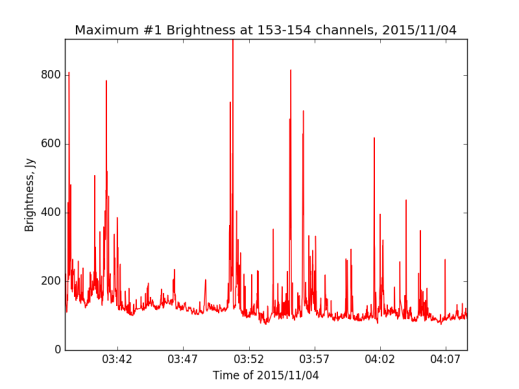 Maximum #1 Brightness at 153-154 channels, 2015/11/04
800
600
400
200
0
Brightness, Jy
03:42 03:47 03:52 03:57 04:02 04:07
Time of 2015/11/04